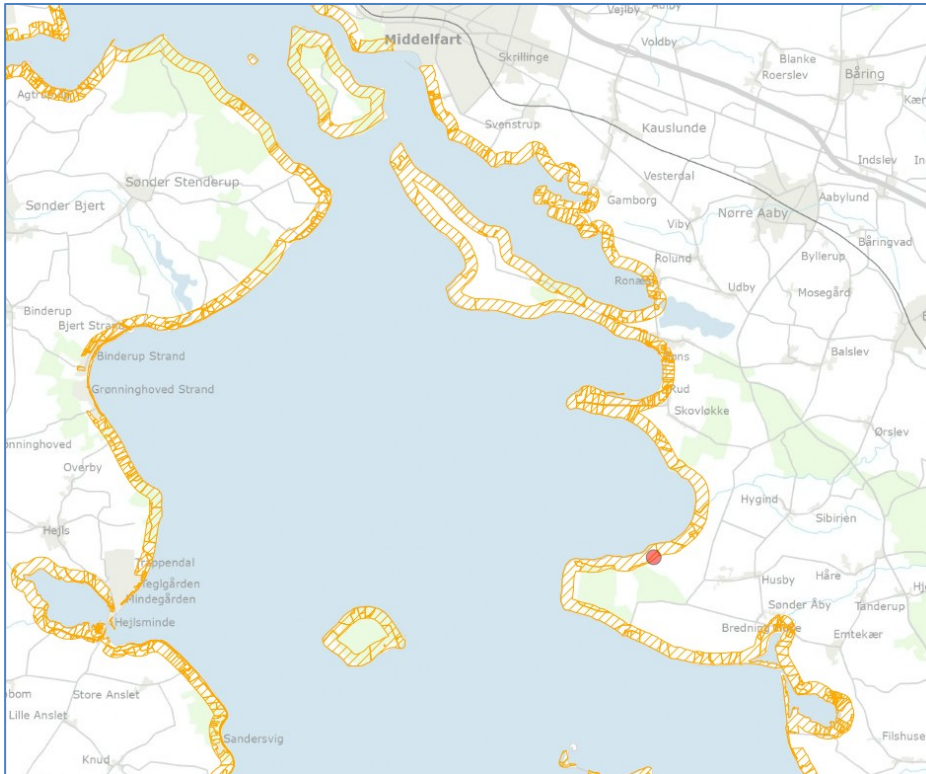 Vejlby
Middelfart
Voldby
Skrillinge
Blanke
Roerslev
Båring
Svenstrup
Kauslunde
Indslev
Vesterdal
Sønder Stenderup
Aabylund
Sønder Bjert
Gamborg
Nørre Aaby
Viby
Båringvad
Byllerup
Rolund
Udby
Mosegård
Binderup
Bjert Strand
Balslev
Binderup Strand
Grønninghoved Strand
Rud
Skovløkke
Ørslev
Overby
Hygind
Sibirien
Hejls
Husby
Håre
Mindegården
Sønder Åby
Tanderup
Hejlsminde
Emtekær
Store Anslet
Lille Anslet
Sandersvig
Filshuse
Knud